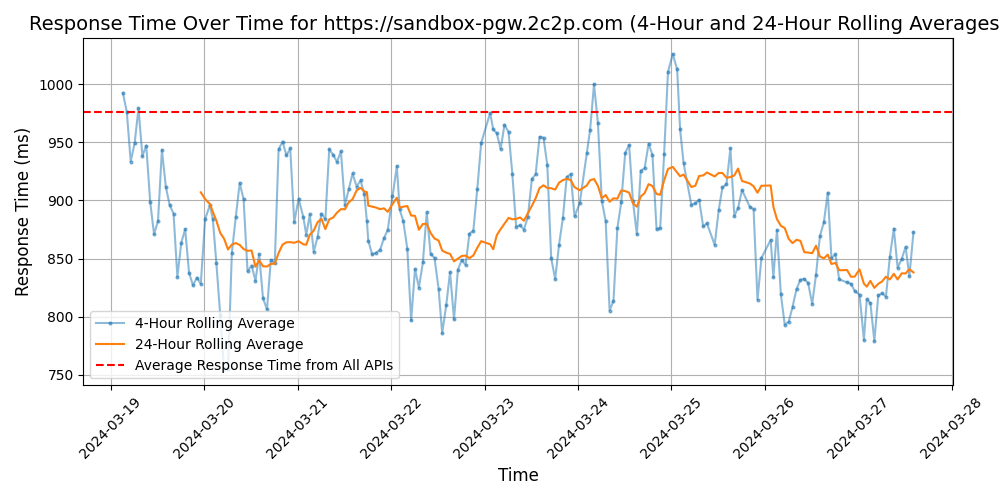 Response Time Over Time for https://sandbox-pgw.2c2p.com (4-Hour and 24-Hour Rolling Averages
Response Time (ms)
1000
950
900
850
800
750
4-Hour Rolling Average
24-Hour Rolling Average
Average Response Time from All APIs
2024-03-19
2024-03-20
2024-03-21
2024-03-22
2024-03-23
2024-03-24
2024-03-25
2024-03-26
2024-03-27
2024-03-28
Time